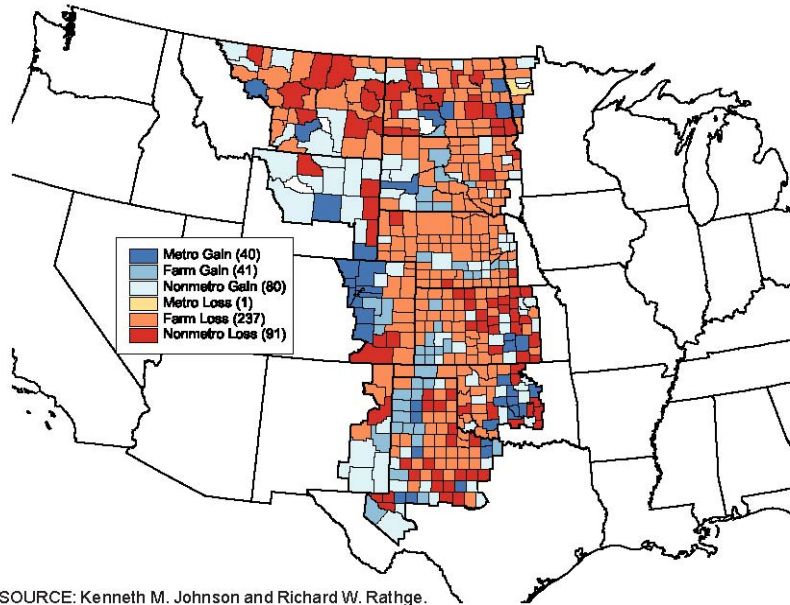 Metro Gain (40)
Farm Gain (41)
Nonmetro Gain (80)
Metro Loss (1)
Farm Loss (237)
Nonmetro Loss (91)
SOURCE: Kenneth M. Johnson and Richard W. Rathge.